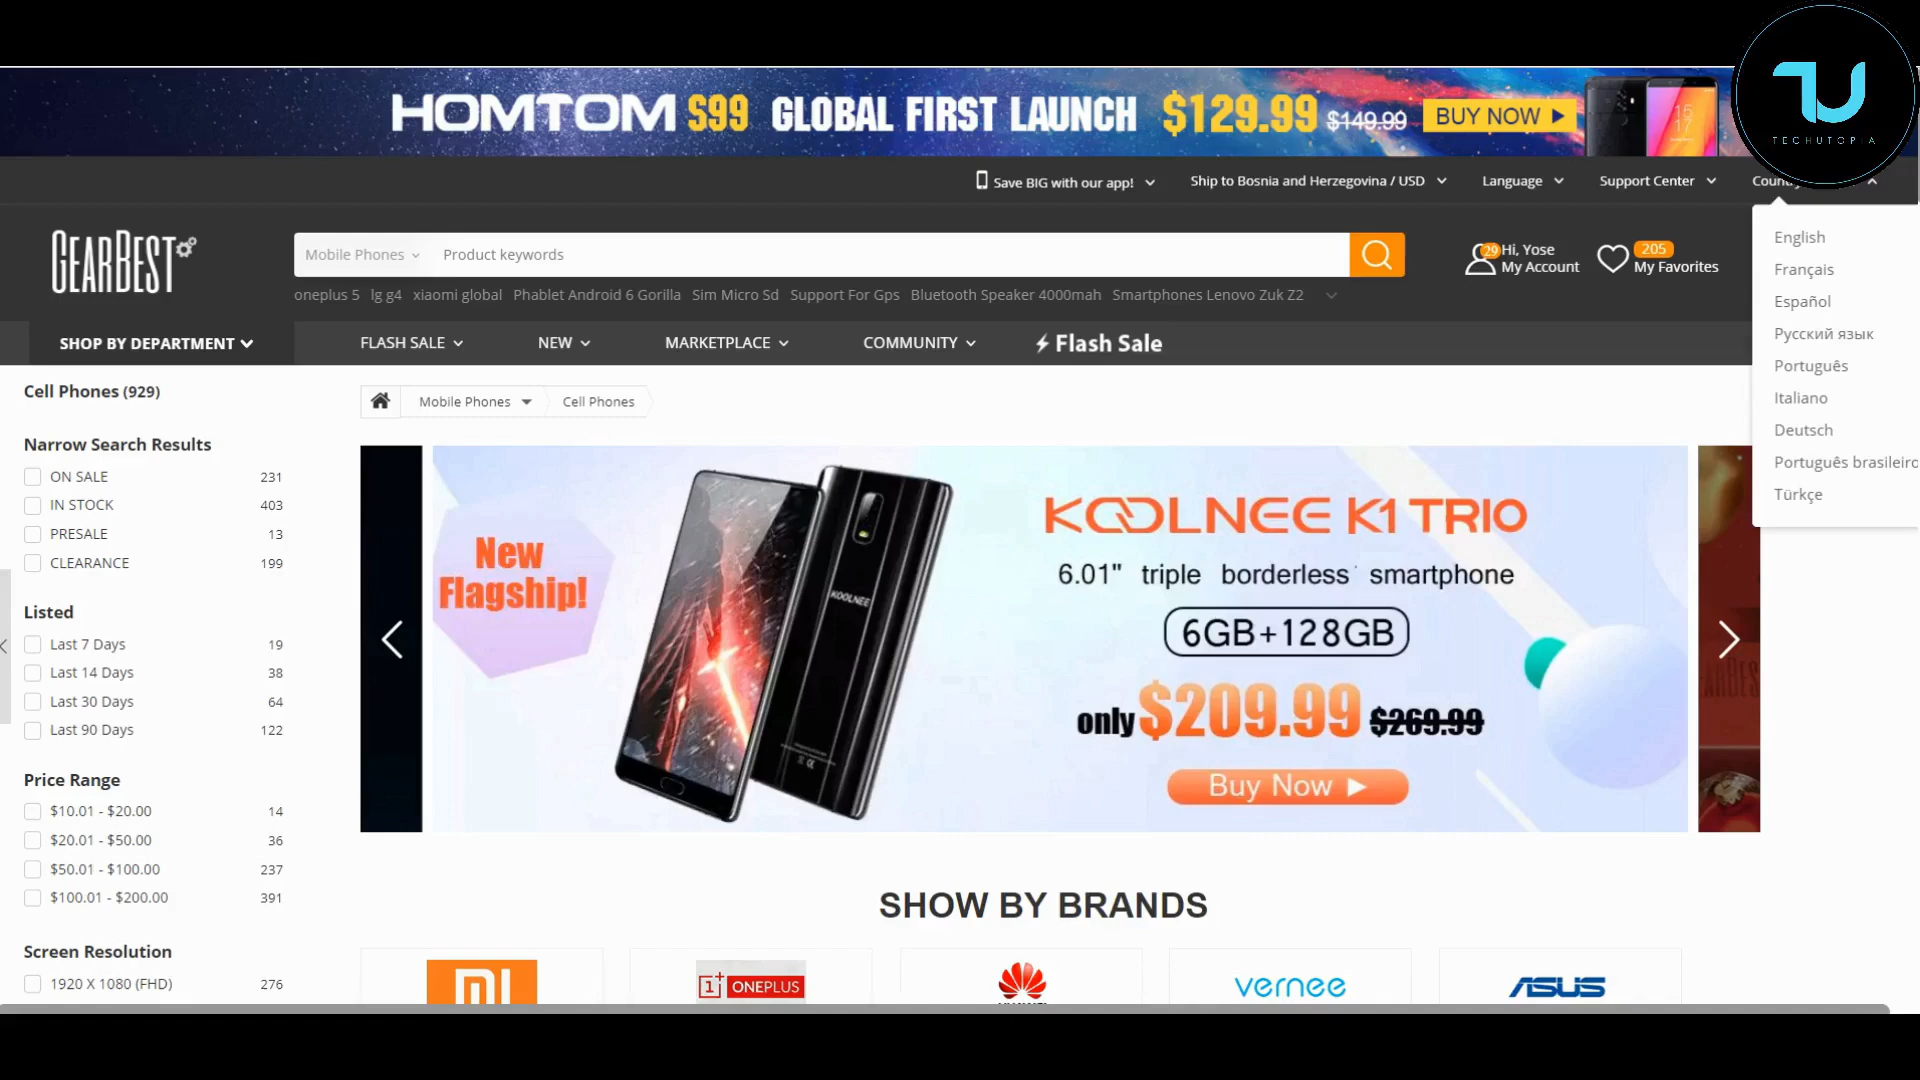 HOMTOM S99 GLOBAL FIRST LAUNCH $129.99 $149.99 BUY NOW
TECHUTOPIA
Save BIG with our app! Ship to Bosnia and Herzegovina / USD Language Support Center
GEARBEST
Mobile Phones Product keywords
29 Hi, Yose
My Account
205
My Favorites
oneplus 5 lg g4 xiaomi global Phablet Android 6 Gorilla Sim Micro Sd Support For Gps Bluetooth Speaker 4000mah Smartphones Lenovo Zuk Z2
SHOP BY DEPARTMENT FLASH SALE NEW MARKETPLACE COMMUNITY Flash Sale
English
Français
Español
Русский язык
Português
Italiano
Deutsch
Português brasileiro
Türkçe
Cell Phones (929)
Narrow Search Results
ON SALE 231
IN STOCK 403
PRESALE 13
CLEARANCE 199
Listed
Last 7 Days 19
Last 14 Days 38
Last 30 Days 64
Last 90 Days 122
Price Range
$10.01 - $20.00 14
$20.01 - $50.00 36
$50.01 - $100.00 237
$100.01 - $200.00 391
Screen Resolution
1920 X 1080 (FHD) 276
Mobile Phones Cell Phones
New
Flagship!
KOOLNEE
KOOLNEE K1 TRIO
6.01" triple borderless smartphone
6GB+128GB
only $209.99 $269.99
Buy Now
SHOW BY BRANDS
MI
ONEPLUS
vernee
ASUS